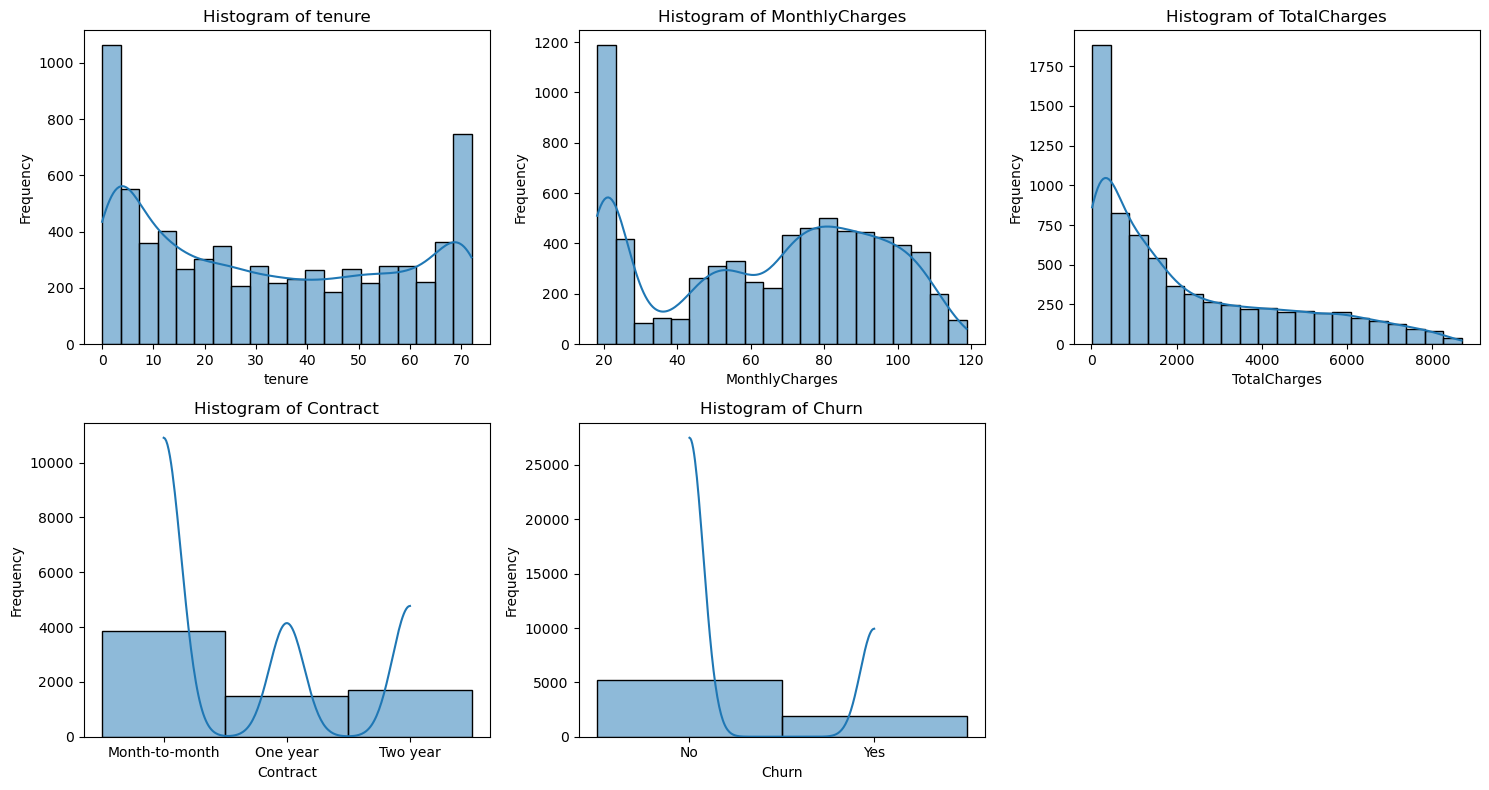 Histogram of tenure
Frequency
1000
800
600
400
200
0
0 10 20 30 40 50 60 70
tenure
Histogram of MonthlyCharges
Frequency
1200
1000
800
600
400
200
0
20 40 60 80 100 120
MonthlyCharges
Histogram of TotalCharges
Frequency
1750
1500
1250
1000
750
500
250
0
0 2000 4000 6000 8000
TotalCharges
Histogram of Contract
Frequency
10000
8000
6000
4000
2000
0
Month-to-month One year Two year
Contract
Histogram of Churn
Frequency
25000
20000
15000
10000
5000
0
No Yes
Churn